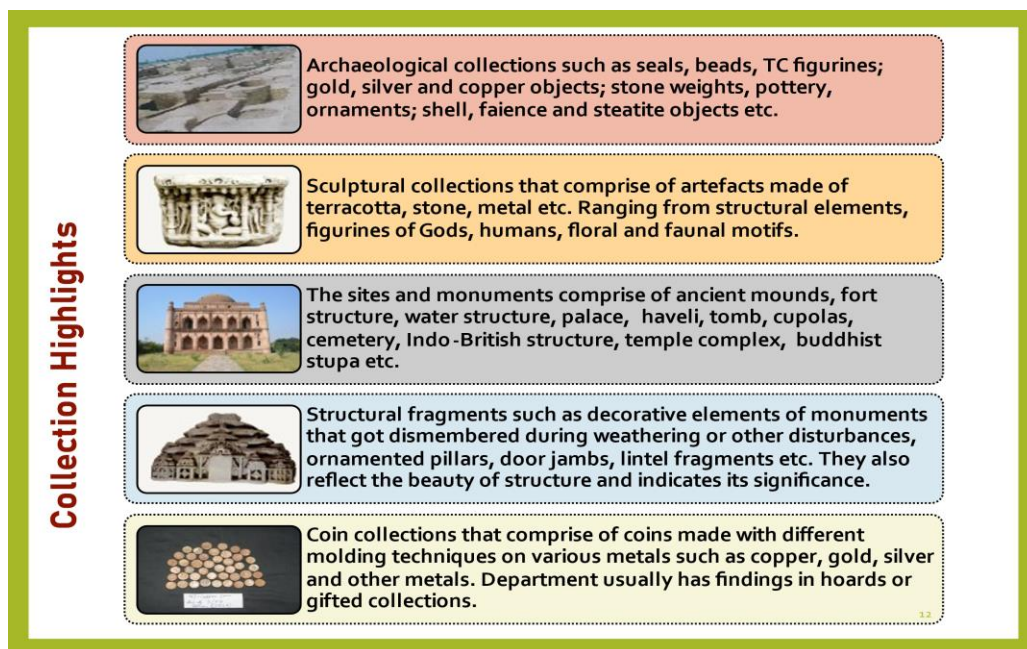 Collection Highlights
Archaeological collections such as seals, beads, TC figurines;
gold, silver and copper objects; stone weights, pottery,
ornaments; shell, faience and steatite objects etc.
Sculptural collections that comprise of artefacts made of
terracotta, stone, metal etc. Ranging from structural elements,
figurines of Gods, humans, floral and faunal motifs.
The sites and monuments comprise of ancient mounds, fort
structure, water structure, palace, haveli, tomb, cupolas,
cemetery, Indo-British structure, temple complex, buddhist
stupa etc.
Structural fragments such as decorative elements of monuments
that got dismembered during weathering or other disturbances,
ornamented pillars, door jambs, lintel fragments etc. They also
reflect the beauty of structure and indicates its significance.
Coin collections that comprise of coins made with different
molding techniques on various metals such as copper, gold, silver
and other metals. Department usually has findings in hoards or
gifted collections.
12